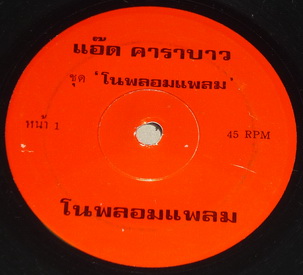 แอ๊ด คาราบาว
ชุด 'โนพลอมแพลม'
หน้า 1
45 RPM
โนพลอมแพลม